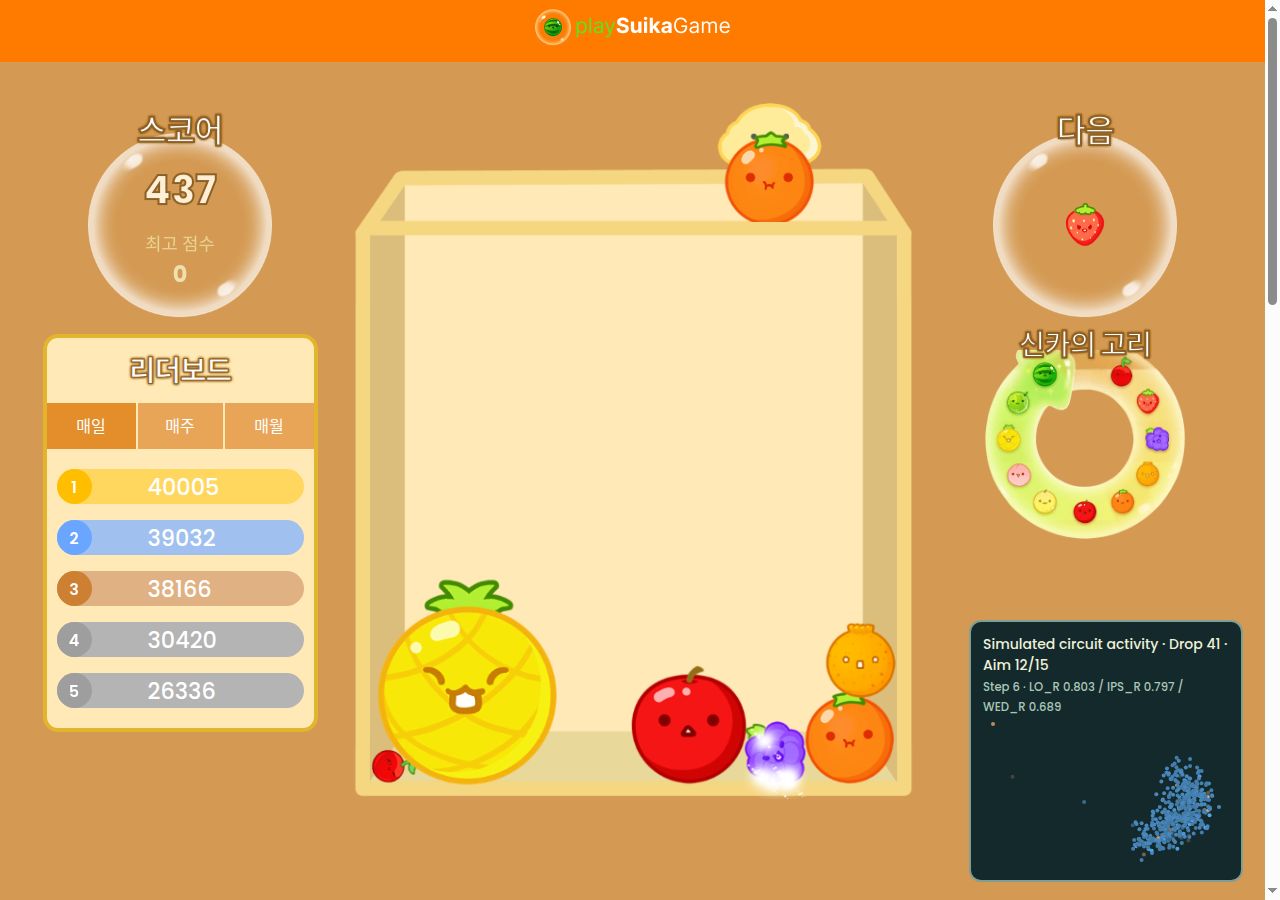 playSuikaGame
스코어
437
최고 점수
0
다음
리더보드
매일 매주 매월
1 40005
2 39032
3 38166
4 30420
5 26336
신카의 고리
Simulated circuit activity · Drop 41 ·
Aim 12/15
Step 6 · LO_R 0.803 / IPS_R 0.797 /
WED_R 0.689